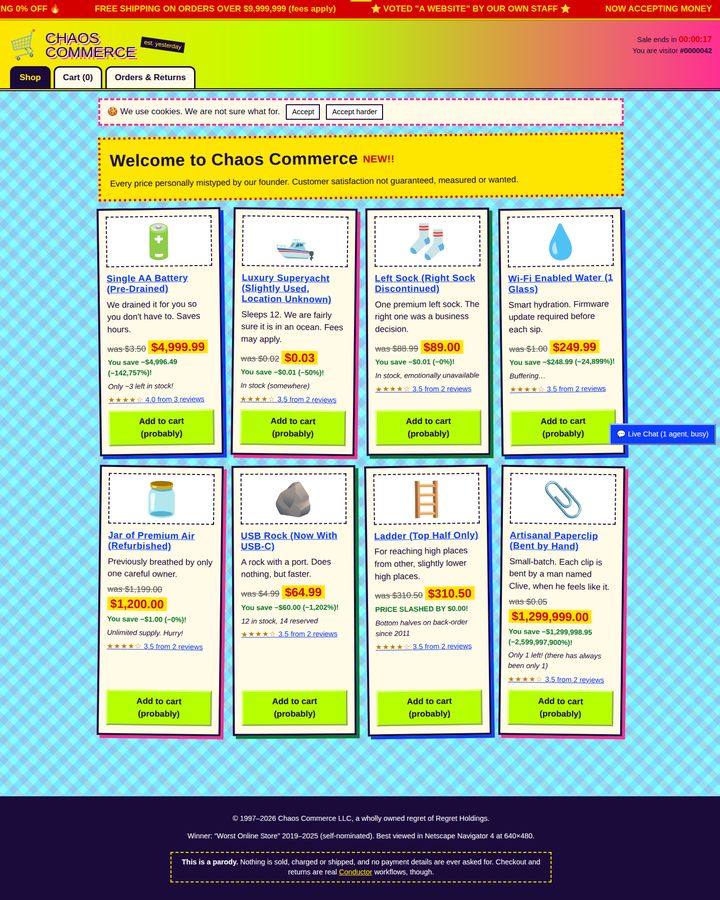 NG 0% OFF 🔥 FREE SHIPPING ON ORDERS OVER $9,999,999 (fees apply) ⭐ VOTED "A WEBSITE" BY OUR OWN STAFF ⭐ NOW ACCEPTING MONEY
CHAOS
COMMERCE
est. yesterday
Sale ends in 00:00:17
You are visitor #0000042
Shop
Cart (0)
Orders & Returns
🍪 We use cookies. We are not sure what for. Accept Accept harder
Welcome to Chaos Commerce NEW!!
Every price personally mistyped by our founder. Customer satisfaction not guaranteed, measured or wanted.
Single AA Battery
(Pre-Drained)
We drained it for you so
you don't have to. Saves
hours.
was $3.50 $4,999.99
You save −$4,996.49
(−142,757%)!
Only ~3 left in stock!
★★★★☆ 4.0 from 3 reviews
Add to cart
(probably)
Luxury Superyacht
(Slightly Used,
Location Unknown)
Sleeps 12. We are fairly
sure it is in an ocean. Fees
may apply.
was $0.02 $0.03
You save −$0.01 (−50%)!
In stock (somewhere)
★★★★☆ 3.5 from 2 reviews
Add to cart
(probably)
Left Sock (Right Sock
Discontinued)
One premium left sock. The
right one was a business
decision.
was $88.99 $89.00
You save −$0.01 (−0%)!
In stock, emotionally unavailable
★★★★☆ 3.5 from 2 reviews
Add to cart
(probably)
Wi-Fi Enabled Water (1
Glass)
Smart hydration. Firmware
update required before
each sip.
was $1.00 $249.99
You save −$248.99 (−24,899%)!
Buffering…
★★★★☆ 3.5 from 2 reviews
Add to cart
(probably)
💬 Live Chat (1 agent, busy)
Jar of Premium Air
(Refurbished)
Previously breathed by only
one careful owner.
was $1,199.00
$1,200.00
You save −$1.00 (−0%)!
Unlimited supply. Hurry!
★★★★☆ 3.5 from 2 reviews
Add to cart
(probably)
USB Rock (Now With
USB-C)
A rock with a port. Does
nothing, but faster.
was $4.99 $64.99
You save −$60.00 (−1,202%)!
12 in stock, 14 reserved
★★★★☆ 3.5 from 2 reviews
Add to cart
(probably)
Ladder (Top Half Only)
For reaching high places
from other, slightly lower
high places.
was $310.50 $310.50
PRICE SLASHED BY $0.00!
Bottom halves on back-order
since 2011
★★★★☆ 3.5 from 2 reviews
Add to cart
(probably)
Artisanal Paperclip
(Bent by Hand)
Small-batch. Each clip is
bent by a man named
Clive, when he feels like it.
was $0.05
$1,299,999.00
You save −$1,299,998.95
(−2,599,997,900%)!
Only 1 left! (there has always
been only 1)
★★★★☆ 3.5 from 2 reviews
Add to cart
(probably)
© 1997–2026 Chaos Commerce LLC, a wholly owned regret of Regret Holdings.
Winner: "Worst Online Store" 2019–2025 (self-nominated). Best viewed in Netscape Navigator 4 at 640×480.
This is a parody. Nothing is sold, charged or shipped, and no payment details are ever asked for. Checkout and
returns are real Conductor workflows, though.